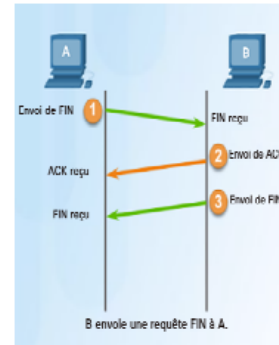 A
B
Envoi de FIN
1
FIN reçu
2
Envoi de ACK
ACK reçu
3
Envoi de FIN
FIN reçu
B envoie une requête FIN à A.